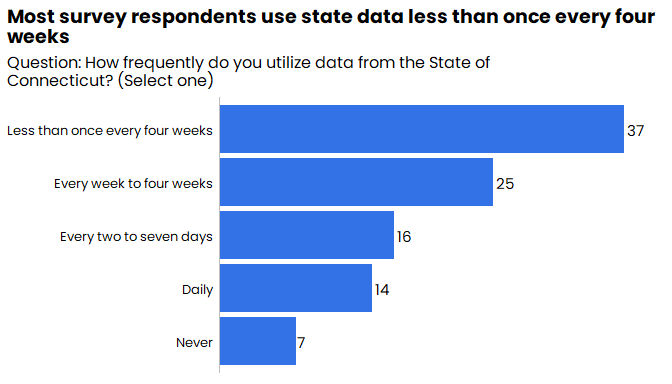 Most survey respondents use state data less than once every four
weeks
Question: How frequently do you utilize data from the State of
Connecticut? (Select one)
Less than once every four weeks 37
Every week to four weeks 25
Every two to seven days 16
Daily 14
Never 7